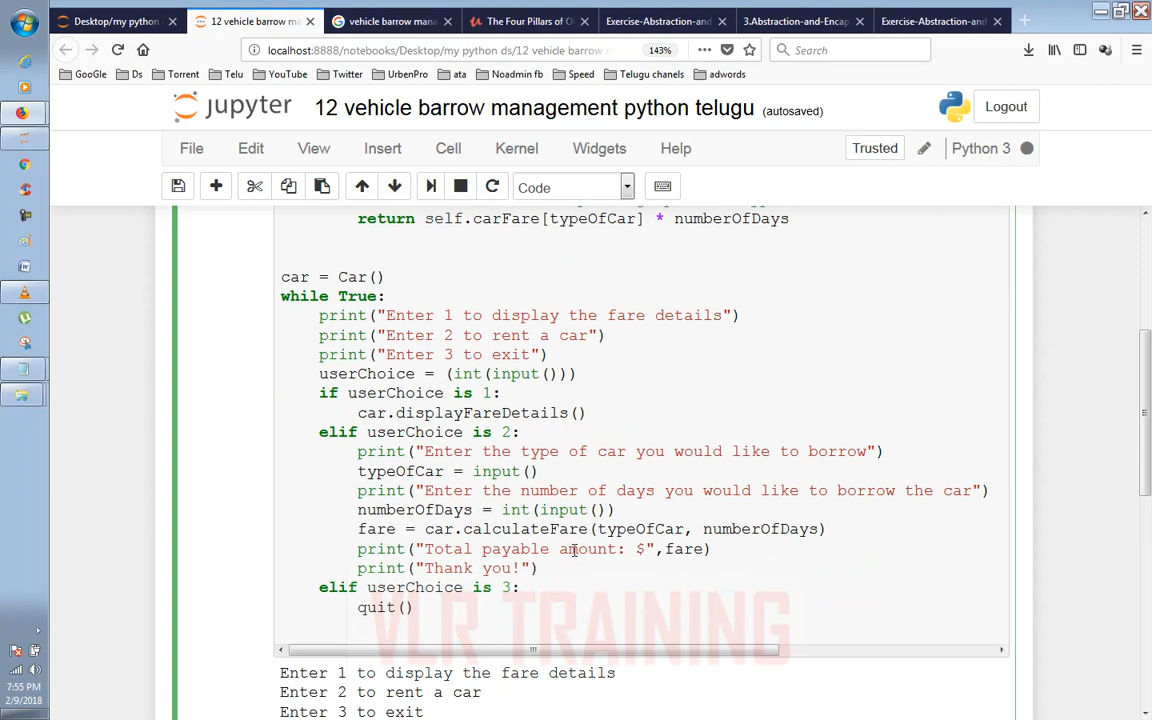 Desktop/my python
12 vehicle barrow ma
vehicle barrow mana
The Four Pillars of O
Exercise-Abstraction-and
3.Abstraction-and-Encap
Exercise-Abstraction-and
localhost:8888/notebooks/Desktop/my python ds/12 vehicle barrow
143%
Search
GooGle
Ds
Torrent
Telu
YouTube
Twitter
UrbenPro
ata
Noadmin fb
Speed
Telugu chanels
adwords
jupyter
12 vehicle barrow management python telugu (autosaved)
Logout
File
Edit
View
Insert
Cell
Kernel
Widgets
Help
Trusted
Python 3
Code
return self.carFare[typeOfCar] * numberOfDays
car = Car()
while True:
print("Enter 1 to display the fare details")
print("Enter 2 to rent a car")
print("Enter 3 to exit")
userChoice = (int(input()))
if userChoice is 1:
car.displayFareDetails()
elif userChoice is 2:
print("Enter the type of car you would like to borrow")
typeOfCar = input()
print("Enter the number of days you would like to borrow the car")
numberOfDays = int(input())
fare = car.calculateFare(typeOfCar, numberOfDays)
print("Total payable amount: $",fare)
print("Thank you!")
elif userChoice is 3:
quit()
VLR TRAINING
Enter 1 to display the fare details
Enter 2 to rent a car
Enter 3 to exit
7:55 PM
2/9/2018